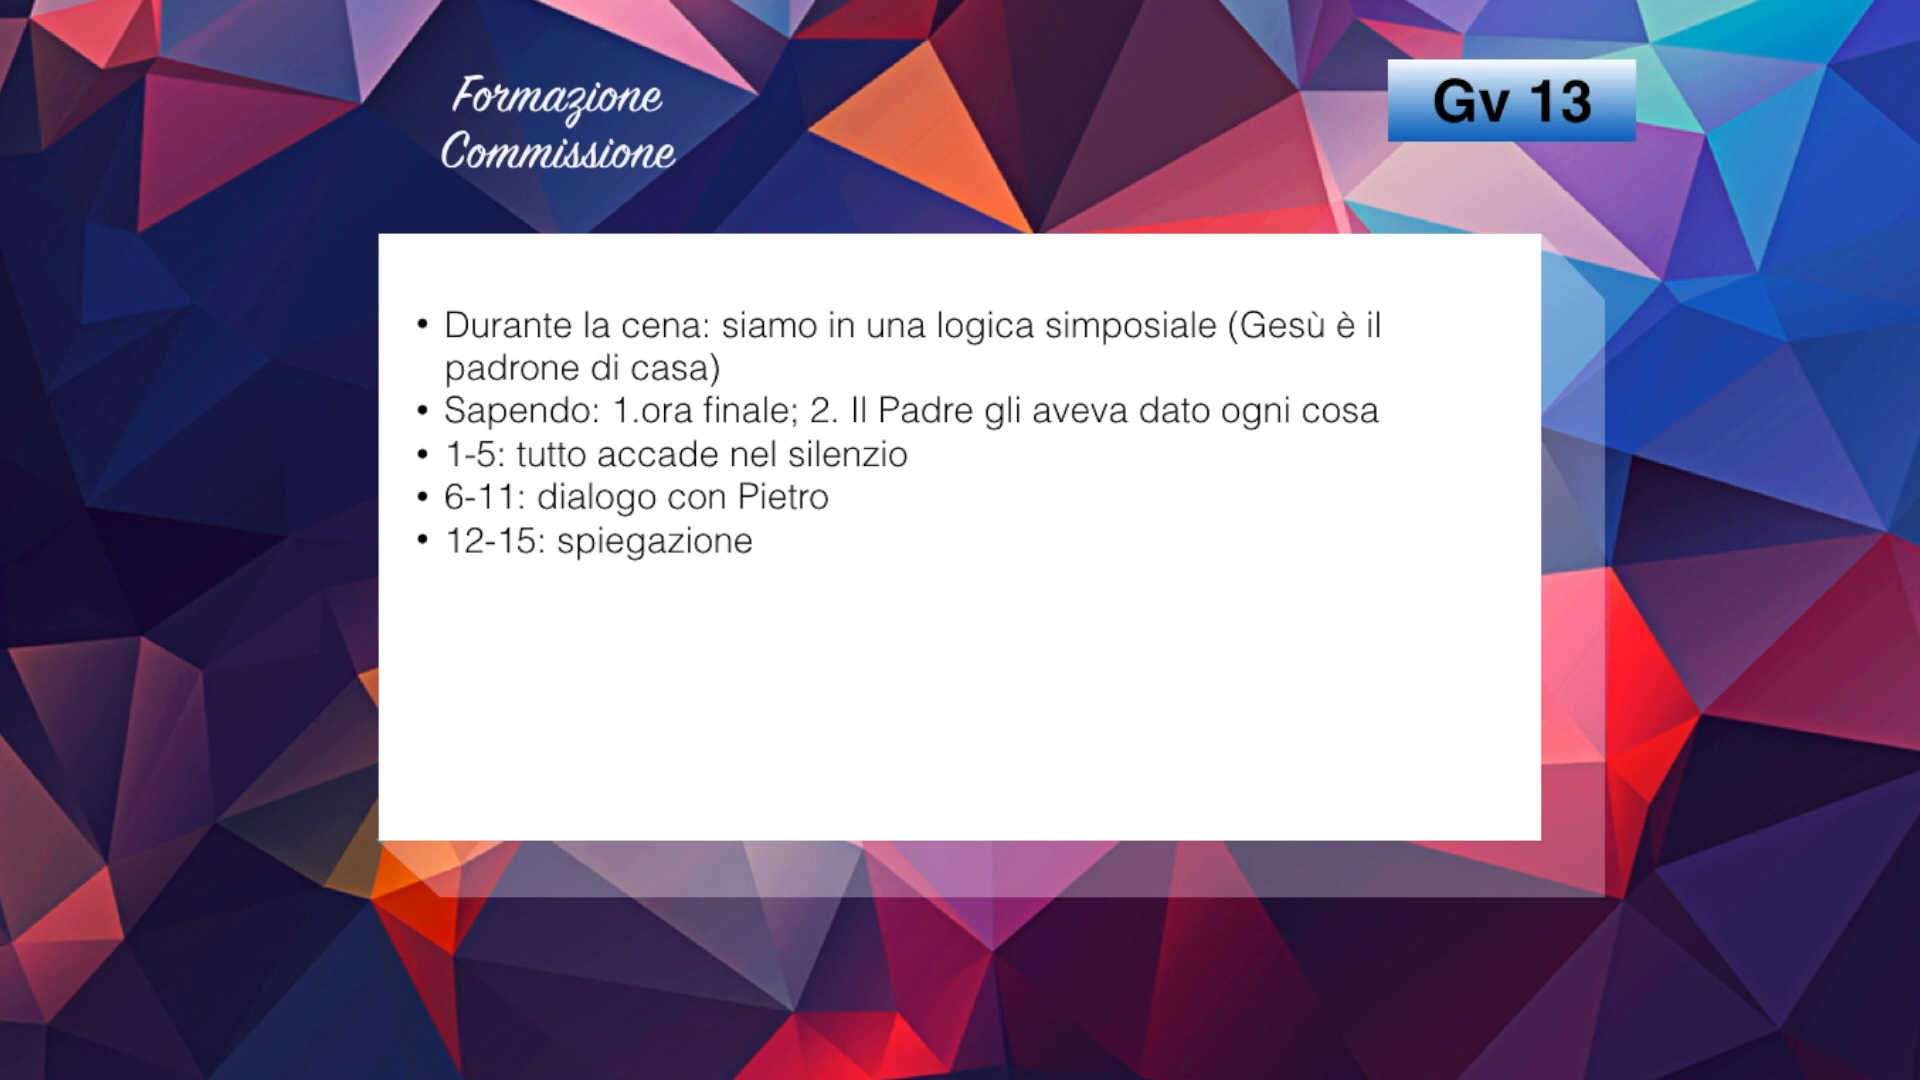 Formazione
Commissione
Gv 13
• Durante la cena: siamo in una logica simposiale (Gesù è il
padrone di casa)
• Sapendo: 1.ora finale; 2. Il Padre gli aveva dato ogni cosa
• 1-5: tutto accade nel silenzio
• 6-11: dialogo con Pietro
• 12-15: spiegazione